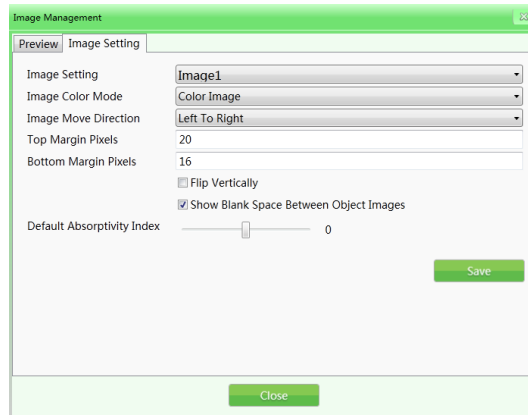 Image Management
Preview Image Setting
Image Setting Image1
Image Color Mode Color Image
Image Move Direction Left To Right
Top Margin Pixels 20
Bottom Margin Pixels 16
Flip Vertically
Show Blank Space Between Object Images
Default Absorptivity Index 0
Save
Close